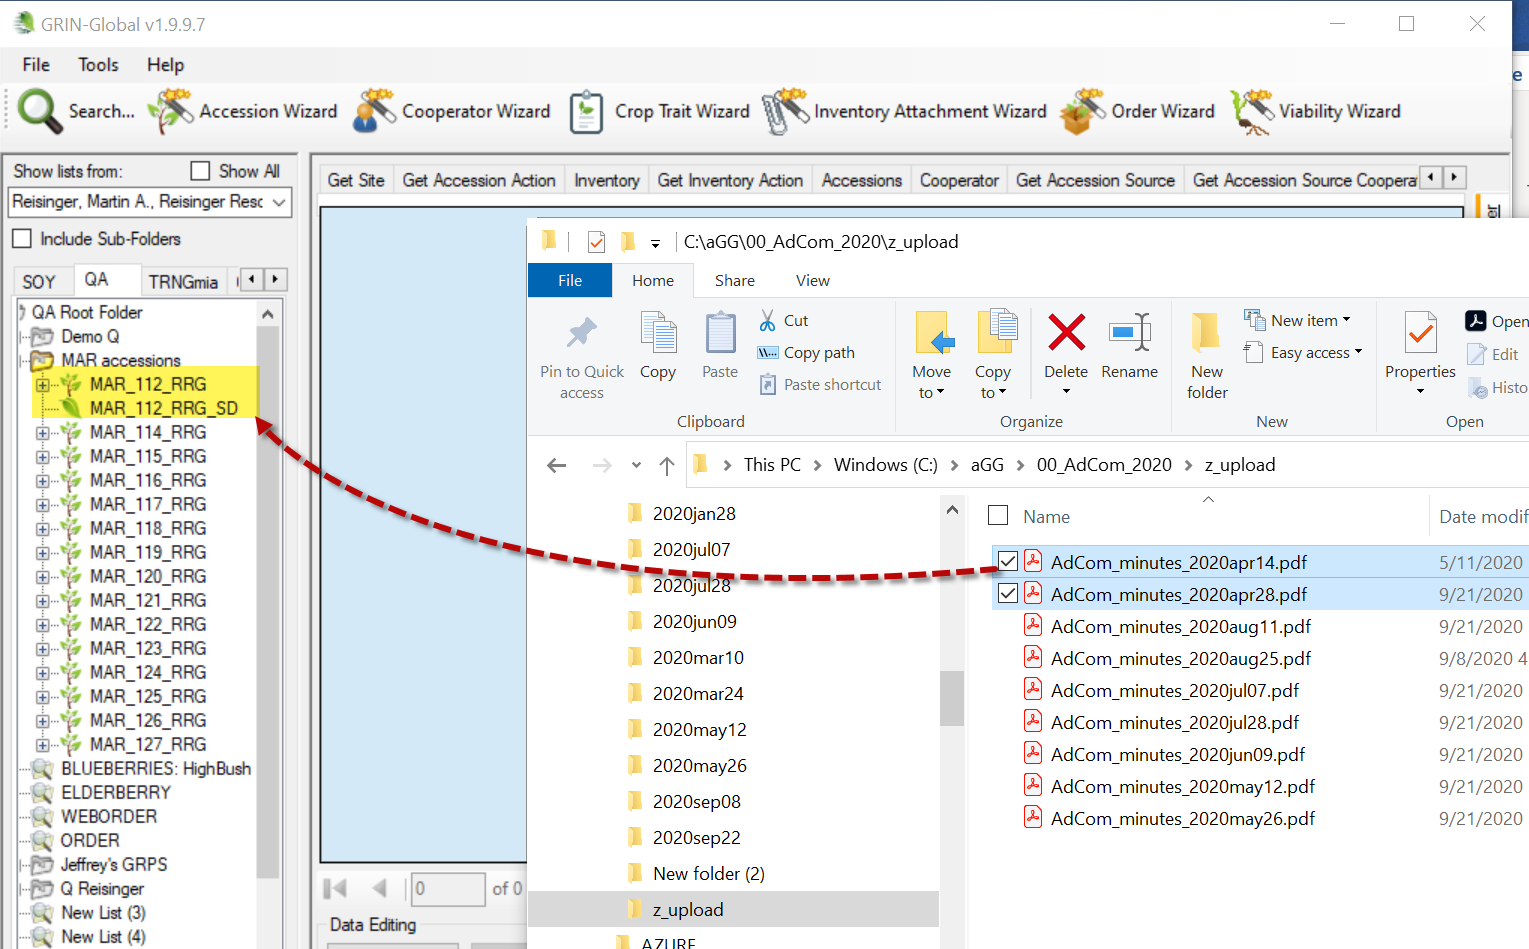 GRIN-Global v1.9.9.7
File Tools Help
Search... Accession Wizard Cooperator Wizard Crop Trait Wizard Inventory Attachment Wizard Order Wizard Viability Wizard
Show lists from: Show All
Reisinger, Martin A., Reisinger Resc
Include Sub-Folders
SOY QA TRNGmia
QA Root Folder
Demo Q
MAR accessions
MAR_112_RRG
MAR_112_RRG_SD
MAR_114_RRG
MAR_115_RRG
MAR_116_RRG
MAR_117_RRG
MAR_118_RRG
MAR_119_RRG
MAR_120_RRG
MAR_121_RRG
MAR_122_RRG
MAR_123_RRG
MAR_124_RRG
MAR_125_RRG
MAR_126_RRG
MAR_127_RRG
BLUEBERRIES: HighBush
ELDERBERRY
WEBORDER
ORDER
Jeffrey's GRPS
Q Reisinger
New List (3)
New List (4)
Get Site Get Accession Action Inventory Get Inventory Action Accessions Cooperator Get Accession Source Get Accession Source Coopera
0 of 0
Data Editing
C:\aGG\00_AdCom_2020\z_upload
File Home Share View
Pin to Quick access
Copy
Paste
Cut
Copy path
Paste shortcut
Clipboard
Move to
Copy to
Delete
Rename
Organize
New folder
New item
Easy access
New
Properties
Open
Edit
Histo
Open
This PC > Windows (C:) > aGG > 00_AdCom_2020 > z_upload
2020jan28
2020jul07
2020jul28
2020jun09
2020mar10
2020mar24
2020may12
2020may26
2020sep08
2020sep22
New folder (2)
z_upload
AZURE
Name Date modif
AdCom_minutes_2020apr14.pdf 5/11/2020
AdCom_minutes_2020apr28.pdf 9/21/2020
AdCom_minutes_2020aug11.pdf 9/21/2020
AdCom_minutes_2020aug25.pdf 9/8/2020 4
AdCom_minutes_2020jul07.pdf 9/21/2020
AdCom_minutes_2020jul28.pdf 9/21/2020
AdCom_minutes_2020jun09.pdf 9/21/2020
AdCom_minutes_2020may12.pdf 9/21/2020
AdCom_minutes_2020may26.pdf 9/21/2020